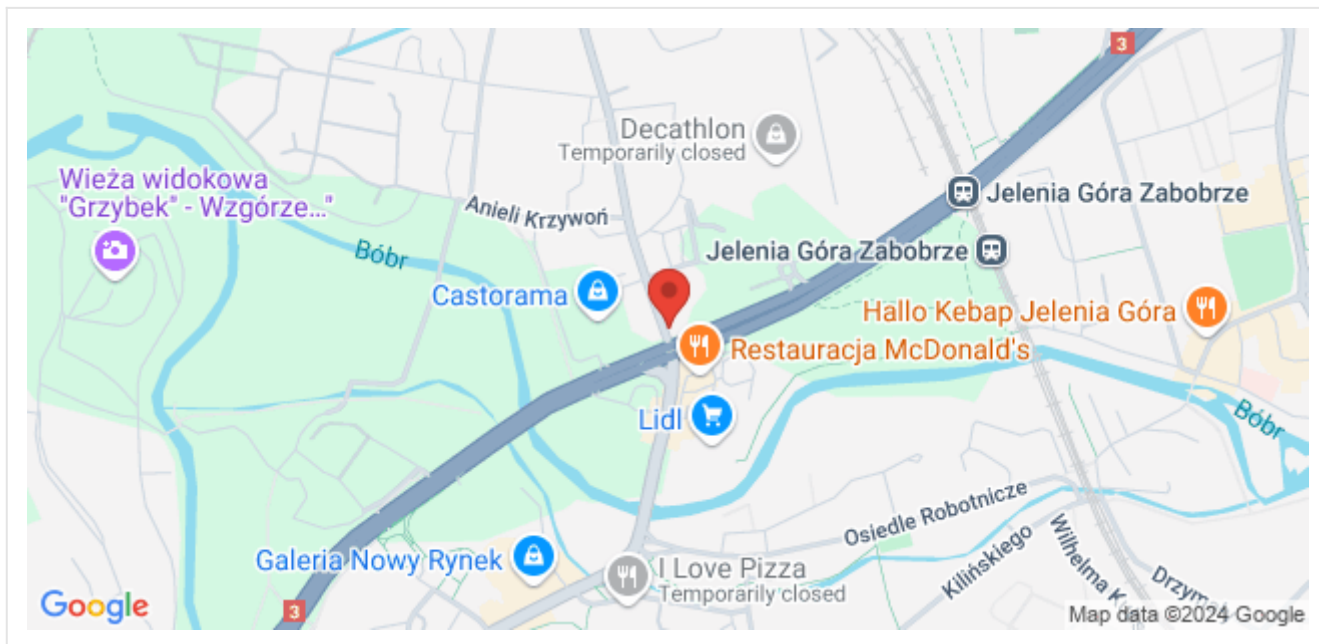 3
Decathlon
Temporarily closed
Wieża widokowa
"Grzybek" - Wzgórze..."
Jelenia Góra Zabobrze
Anieli Krzywoń
Bóbr
Jelenia Góra Zabobrze
Castorama
Hallo Kebap Jelenia Góra
Restauracja McDonald's
Lidl
Bóbr
Osiedle Robotnicze
Galeria Nowy Rynek
Kilińskiego
Wilhelma K
I Love Pizza
Temporarily closed
Drzyma
Google
3
Map data ©2024 Google